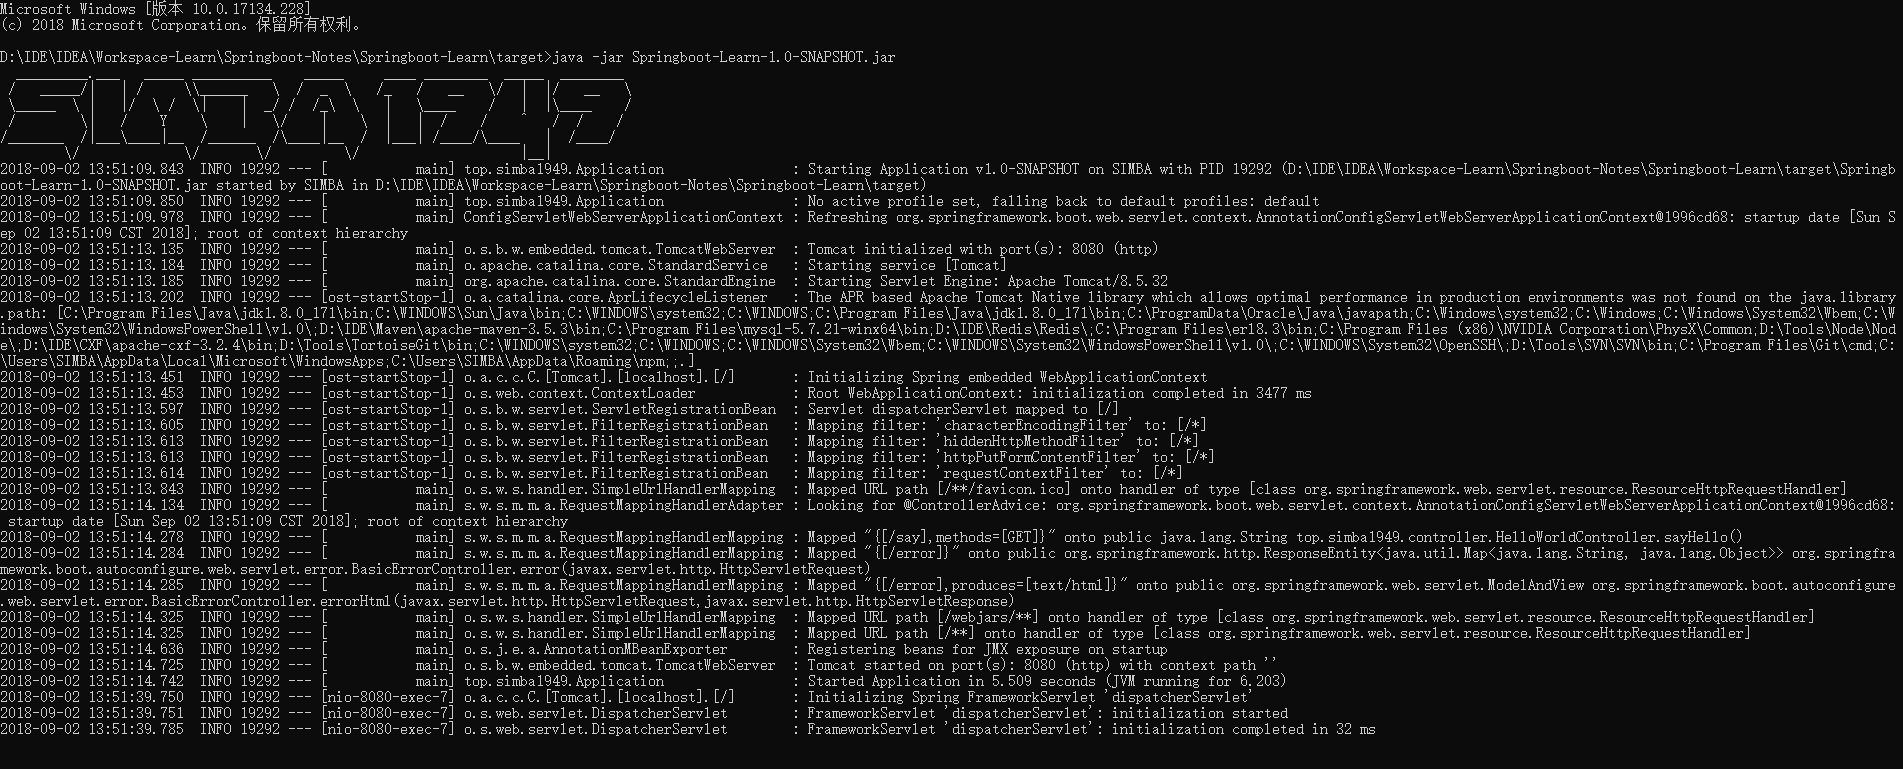 Microsoft Windows [版本 10.0.17134.228]
(c) 2018 Microsoft Corporation。保留所有权利。
D:\IDE\IDEA\Workspace-Learn\Springboot-Notes\Springboot-Learn\target>java -jar Springboot-Learn-1.0-SNAPSHOT.jar
SIMBA 1949
2018-09-02 13:51:09.843  INFO 19292 --- [           main] top.simba1949.Application                : Starting Application v1.0-SNAPSHOT on SIMBA with PID 19292 (D:\IDE\IDEA\Workspace-Learn\Springboot-Notes\Springboot-Learn\target\Springb
oot-Learn-1.0-SNAPSHOT.jar started by SIMBA in D:\IDE\IDEA\Workspace-Learn\Springboot-Notes\Springboot-Learn\target)
2018-09-02 13:51:09.850  INFO 19292 --- [           main] top.simba1949.Application                : No active profile set, falling back to default profiles: default
2018-09-02 13:51:09.978  INFO 19292 --- [           main] ConfigServletWebServerApplicationContext : Refreshing org.springframework.boot.web.servlet.context.AnnotationConfigServletWebServerApplicationContext@1996cd68: startup date [Sun S
ep 02 13:51:09 CST 2018]; root of context hierarchy
2018-09-02 13:51:13.135  INFO 19292 --- [           main] o.s.b.w.embedded.tomcat.TomcatWebServer  : Tomcat initialized with port(s): 8080 (http)
2018-09-02 13:51:13.184  INFO 19292 --- [           main] o.apache.catalina.core.StandardService   : Starting service [Tomcat]
2018-09-02 13:51:13.185  INFO 19292 --- [           main] org.apache.catalina.core.StandardEngine  : Starting Servlet Engine: Apache Tomcat/8.5.32
2018-09-02 13:51:13.202  INFO 19292 --- [ost-startStop-1] o.a.catalina.core.AprLifecycleListener   : The APR based Apache Tomcat Native library which allows optimal performance in production environments was not found on the java.library
.path: [C:\Program Files\Java\jdk1.8.0_171\bin;C:\WINDOWS\Sun\Java\bin;C:\WINDOWS\system32;C:\WINDOWS;C:\Program Files\Java\jdk1.8.0_171\bin;C:\ProgramData\Oracle\Java\javapath;C:\Windows\system32;C:\Windows;C:\Windows\System32\Wbem;C:\W
indows\System32\WindowsPowerShell\v1.0\;D:\IDE\Maven\apache-maven-3.5.3\bin;C:\Program Files\mysql-5.7.21-winx64\bin;D:\IDE\Redis\Redis\;C:\Program Files\erl8.3\bin;C:\Program Files (x86)\NVIDIA Corporation\PhysX\Common;D:\Tools\Node\Nod
e\;D:\IDE\CXF\apache-cxf-3.2.4\bin;D:\Tools\TortoiseGit\bin;C:\WINDOWS\system32;C:\WINDOWS;C:\WINDOWS\System32\Wbem;C:\WINDOWS\System32\WindowsPowerShell\v1.0\;C:\WINDOWS\System32\OpenSSH\;D:\Tools\SVN\SVN\bin;C:\Program Files\Git\cmd;C:
\Users\SIMBA\AppData\Local\Microsoft\WindowsApps;C:\Users\SIMBA\AppData\Roaming\npm;;.]
2018-09-02 13:51:13.451  INFO 19292 --- [ost-startStop-1] o.a.c.c.C.[Tomcat].[localhost].[/]       : Initializing Spring embedded WebApplicationContext
2018-09-02 13:51:13.453  INFO 19292 --- [ost-startStop-1] o.s.web.context.ContextLoader            : Root WebApplicationContext: initialization completed in 3477 ms
2018-09-02 13:51:13.597  INFO 19292 --- [ost-startStop-1] o.s.b.w.servlet.ServletRegistrationBean  : Servlet dispatcherServlet mapped to [/]
2018-09-02 13:51:13.605  INFO 19292 --- [ost-startStop-1] o.s.b.w.servlet.FilterRegistrationBean   : Mapping filter: 'characterEncodingFilter' to: [/*]
2018-09-02 13:51:13.613  INFO 19292 --- [ost-startStop-1] o.s.b.w.servlet.FilterRegistrationBean   : Mapping filter: 'hiddenHttpMethodFilter' to: [/*]
2018-09-02 13:51:13.613  INFO 19292 --- [ost-startStop-1] o.s.b.w.servlet.FilterRegistrationBean   : Mapping filter: 'httpPutFormContentFilter' to: [/*]
2018-09-02 13:51:13.614  INFO 19292 --- [ost-startStop-1] o.s.b.w.servlet.FilterRegistrationBean   : Mapping filter: 'requestContextFilter' to: [/*]
2018-09-02 13:51:13.843  INFO 19292 --- [           main] o.s.w.s.handler.SimpleUrlHandlerMapping  : Mapped URL path [/**/favicon.ico] onto handler of type [class org.springframework.web.servlet.resource.ResourceHttpRequestHandler]
2018-09-02 13:51:14.134  INFO 19292 --- [           main] s.w.s.m.m.a.RequestMappingHandlerAdapter : Looking for @ControllerAdvice: org.springframework.boot.web.servlet.context.AnnotationConfigServletWebServerApplicationContext@1996cd68:
 startup date [Sun Sep 02 13:51:09 CST 2018]; root of context hierarchy
2018-09-02 13:51:14.278  INFO 19292 --- [           main] s.w.s.m.m.a.RequestMappingHandlerMapping : Mapped "{[/say],methods=[GET]}" onto public java.lang.String top.simba1949.controller.HelloWorldController.sayHello()
2018-09-02 13:51:14.284  INFO 19292 --- [           main] s.w.s.m.m.a.RequestMappingHandlerMapping : Mapped "{[/error]}" onto public org.springframework.http.ResponseEntity<java.util.Map<java.lang.String, java.lang.Object>> org.springfra
mework.boot.autoconfigure.web.servlet.error.BasicErrorController.error(javax.servlet.http.HttpServletRequest)
2018-09-02 13:51:14.285  INFO 19292 --- [           main] s.w.s.m.m.a.RequestMappingHandlerMapping : Mapped "{[/error],produces=[text/html]}" onto public org.springframework.web.servlet.ModelAndView org.springframework.boot.autoconfigure
.web.servlet.error.BasicErrorController.errorHtml(javax.servlet.http.HttpServletRequest,javax.servlet.http.HttpServletResponse)
2018-09-02 13:51:14.325  INFO 19292 --- [           main] o.s.w.s.handler.SimpleUrlHandlerMapping  : Mapped URL path [/webjars/**] onto handler of type [class org.springframework.web.servlet.resource.ResourceHttpRequestHandler]
2018-09-02 13:51:14.325  INFO 19292 --- [           main] o.s.w.s.handler.SimpleUrlHandlerMapping  : Mapped URL path [/**] onto handler of type [class org.springframework.web.servlet.resource.ResourceHttpRequestHandler]
2018-09-02 13:51:14.636  INFO 19292 --- [           main] o.s.j.e.a.AnnotationMBeanExporter        : Registering beans for JMX exposure on startup
2018-09-02 13:51:14.725  INFO 19292 --- [           main] o.s.b.w.embedded.tomcat.TomcatWebServer  : Tomcat started on port(s): 8080 (http) with context path ''
2018-09-02 13:51:14.742  INFO 19292 --- [           main] top.simba1949.Application                : Started Application in 5.509 seconds (JVM running for 6.203)
2018-09-02 13:51:39.750  INFO 19292 --- [nio-8080-exec-7] o.a.c.c.C.[Tomcat].[localhost].[/]       : Initializing Spring FrameworkServlet 'dispatcherServlet'
2018-09-02 13:51:39.751  INFO 19292 --- [nio-8080-exec-7] o.s.web.servlet.DispatcherServlet        : FrameworkServlet 'dispatcherServlet': initialization started
2018-09-02 13:51:39.785  INFO 19292 --- [nio-8080-exec-7] o.s.web.servlet.DispatcherServlet        : FrameworkServlet 'dispatcherServlet': initialization completed in 32 ms